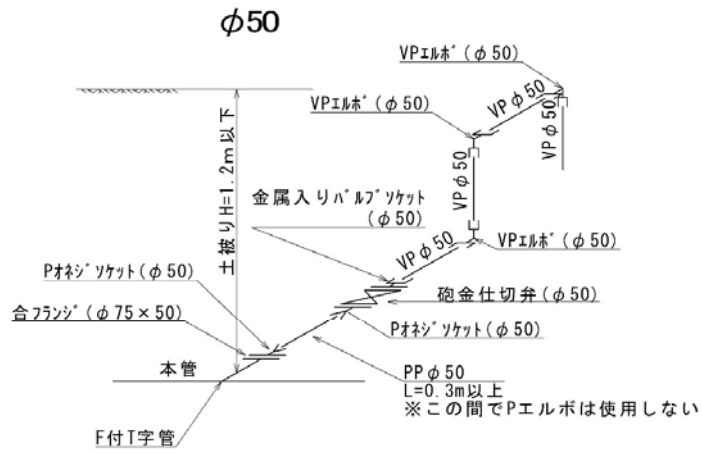 φ50
VPエルボ(φ50)
VPエルボ(φ50)
VPφ50
VPφ50
土被りH=1.2m以下
金属入りバルブソケット
(φ50)
VPφ50
VPφ50
VPエルボ(φ50)
Pオネジソケット(φ50)
砲金仕切弁(φ50)
合フランジ(φ75×50)
Pオネジソケット(φ50)
本管
PPφ50
L=0.3m以上
※この間でPエルボは使用しない
F付T字管